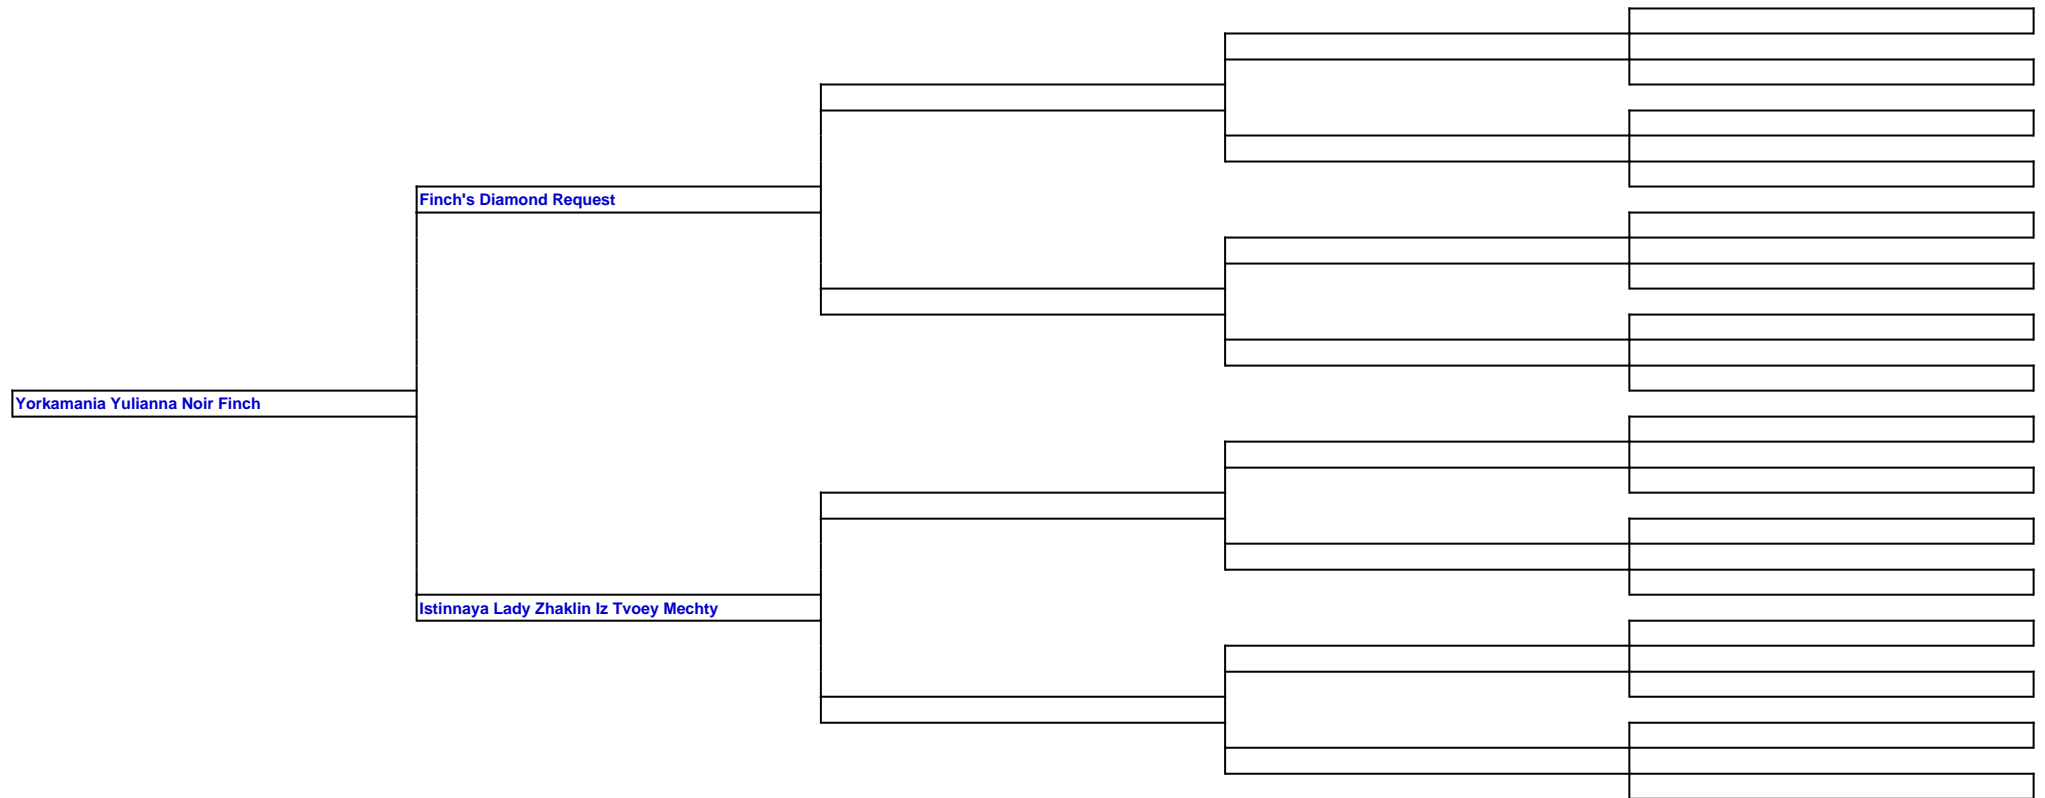 Finch's Diamond Request
Yorkamania Yulianna Noir Finch
Istinnaya Lady Zhaklin Iz Tvoey Mechty